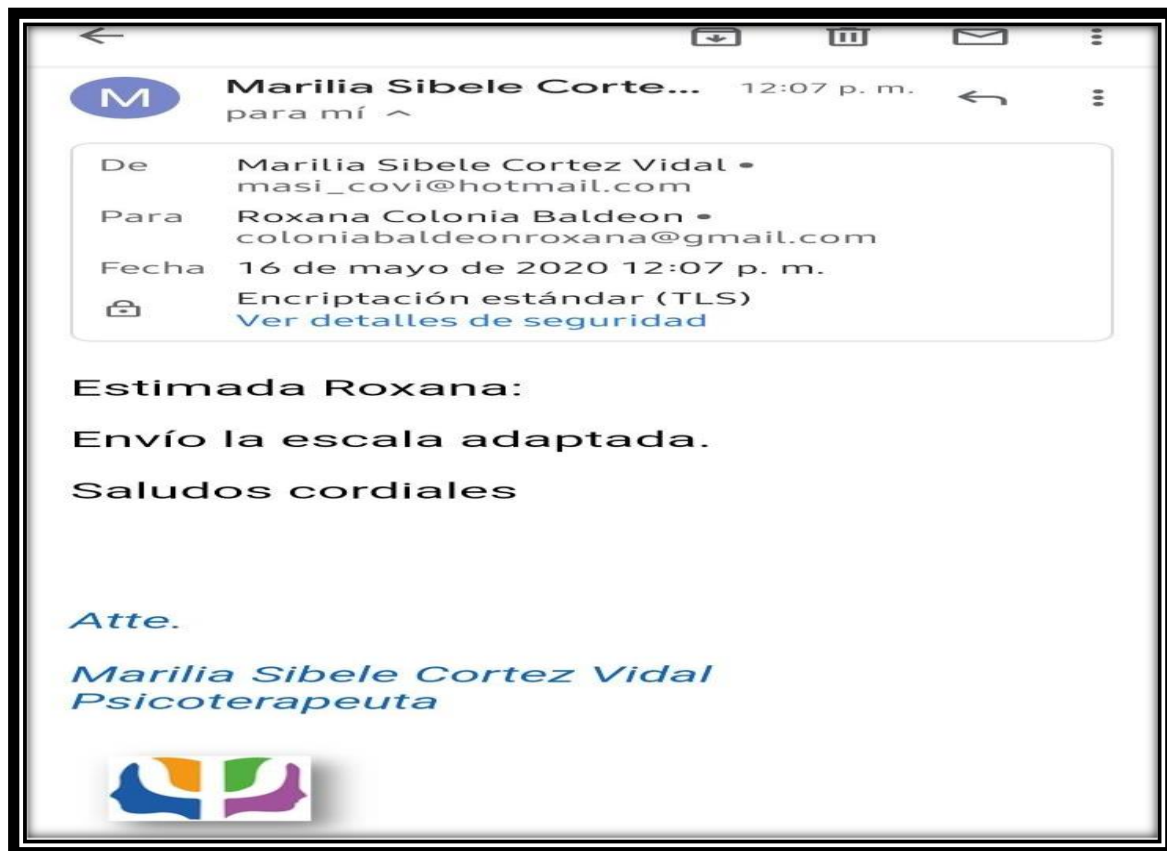 M
Marilia Sibele Corte... 12:07 p. m.
para mí
De Marilia Sibele Cortez Vidal •
masi_covi@hotmail.com
Para Roxana Colonia Baldeon •
coloniabaldeonroxana@gmail.com
Fecha 16 de mayo de 2020 12:07 p. m.
Encriptación estándar (TLS)
Ver detalles de seguridad
Estimada Roxana:
Envío la escala adaptada.
Saludos cordiales
Atte.
Marilia Sibele Cortez Vidal
Psicoterapeuta